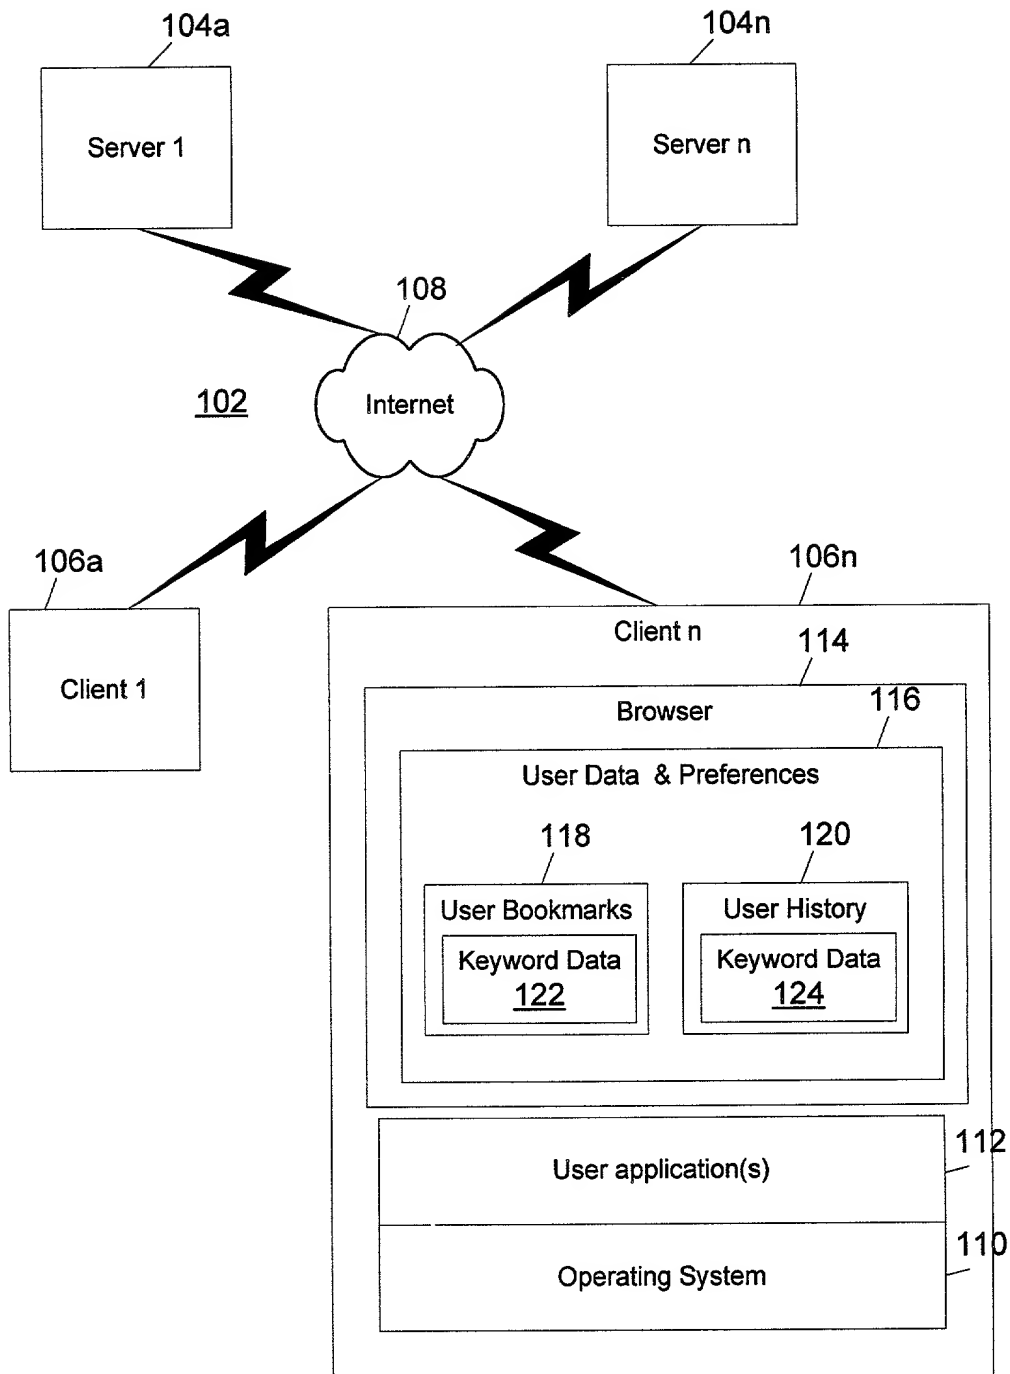 104a
104n
Server 1
Server n
108
102
Internet
106a
106n
Client 1
Client n
114
Browser
116
User Data & Preferences
118
120
User Bookmarks
User History
Keyword Data
122
Keyword Data
124
User application(s)
112
Operating System
110